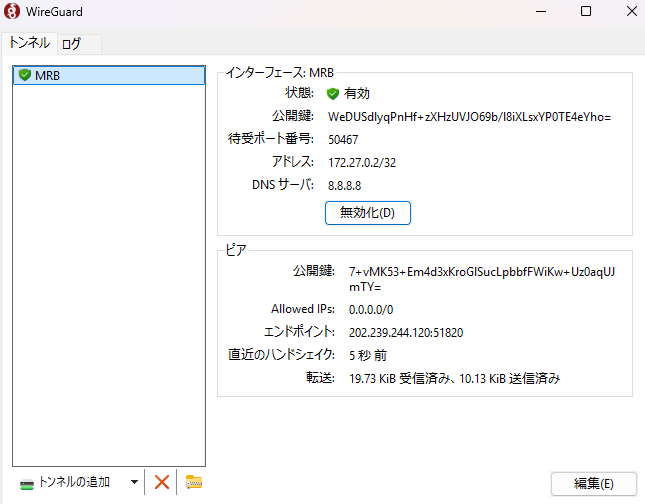 WireGuard
トンネル ログ
MRB
インターフェース: MRB
状態: 有効
公開鍵: WeDUSdIyqPnHf+zXHzUVJO69b/I8iXLsxYP0TE4eYho=
待受ポート番号: 50467
アドレス: 172.27.0.2/32
DNS サーバ: 8.8.8.8
無効化(D)
ピア
公開鍵: 7+vMK53+Em4d3xKroGISucLpbbfFWiKw+Uz0aqUJ
mTY=
Allowed IPs: 0.0.0.0/0
エンドポイント: 202.239.244.120:51820
直近のハンドシェイク: 5 秒 前
転送: 19.73 KiB 受信済み、10.13 KiB 送信済み
トンネルの追加
編集(E)